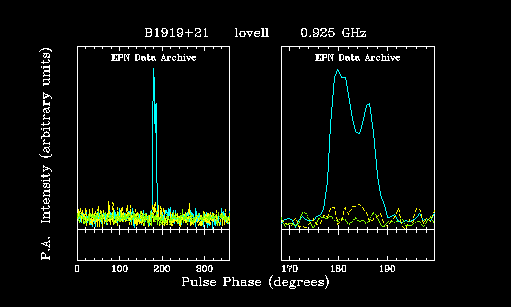 B1919+21 lovell 0.925 GHz
EPN Data Archive EPN Data Archive
P.A. Intensity (arbitrary units)
0 100 200 300 170 180 190
Pulse Phase (degrees)